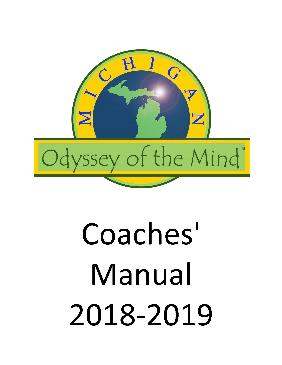 MICHIGAN
Odyssey of the Mind
Coaches'
Manual
2018-2019